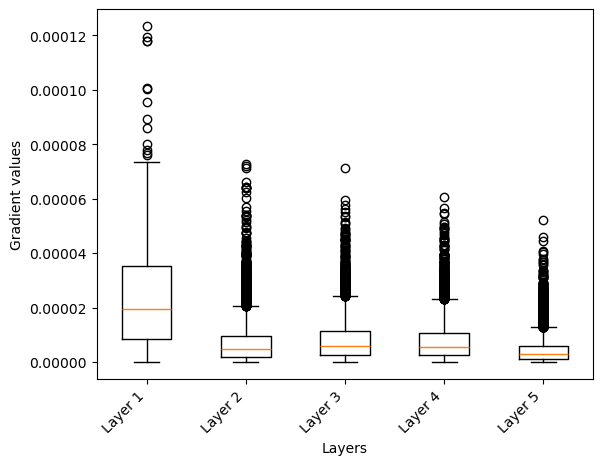 Gradient values
0.00012
0.00010
0.00008
0.00006
0.00004
0.00002
0.00000
Layer 1
Layer 2
Layer 3
Layer 4
Layer 5
Layers